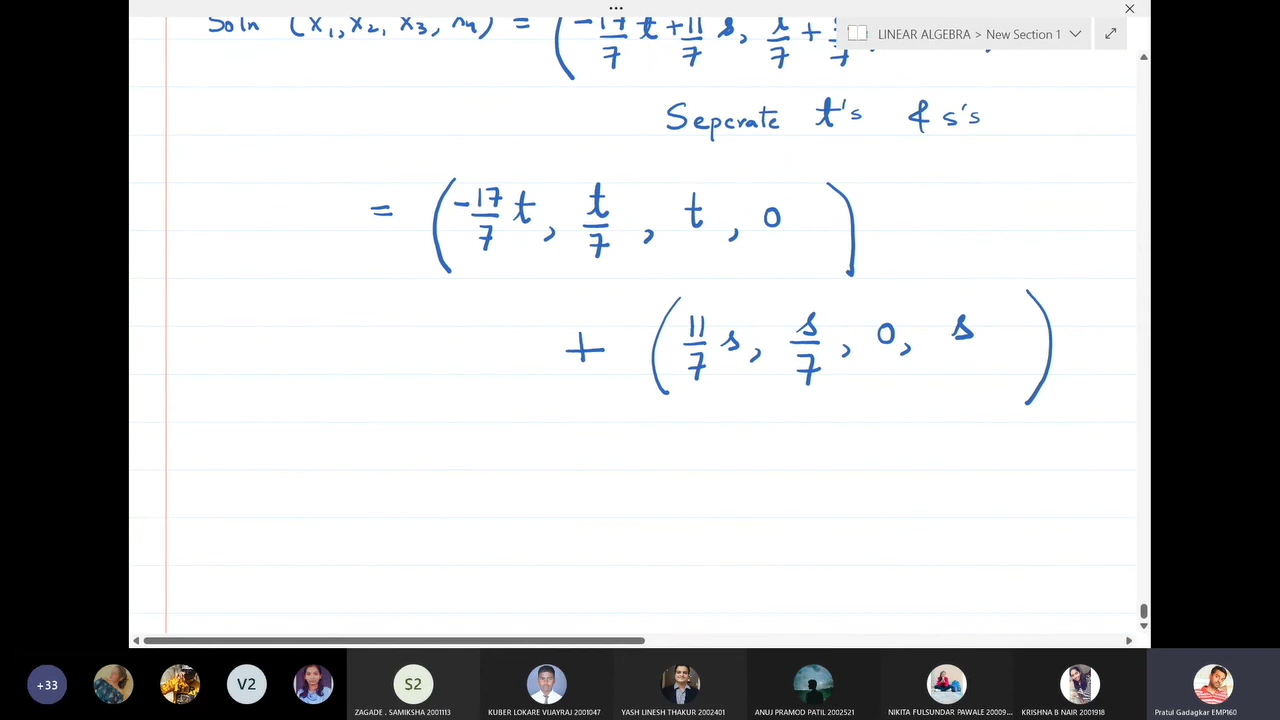 LINEAR ALGEBRA > New Section 1
Soln (x₁, x₂, x₃, x₄) = (-17/7 t + 11/7 s, t/7 +
Seperate t's & s's
= (-17/7 t, t/7, t, 0)
+ (11/7 s, s/7, 0, s)
+33
V2
S2
ZAGADE . SAMIKSHA 2001113
KUBER LOKARE VIJAYRAJ 2001047
YASH LINESH THAKUR 2002401
ANUJ PRAMOD PATIL 2002521
NIKITA FULSUNDAR PAWALE 20009...
KRISHNA B NAIR 2001918
Pratul Gadagkar EMP160